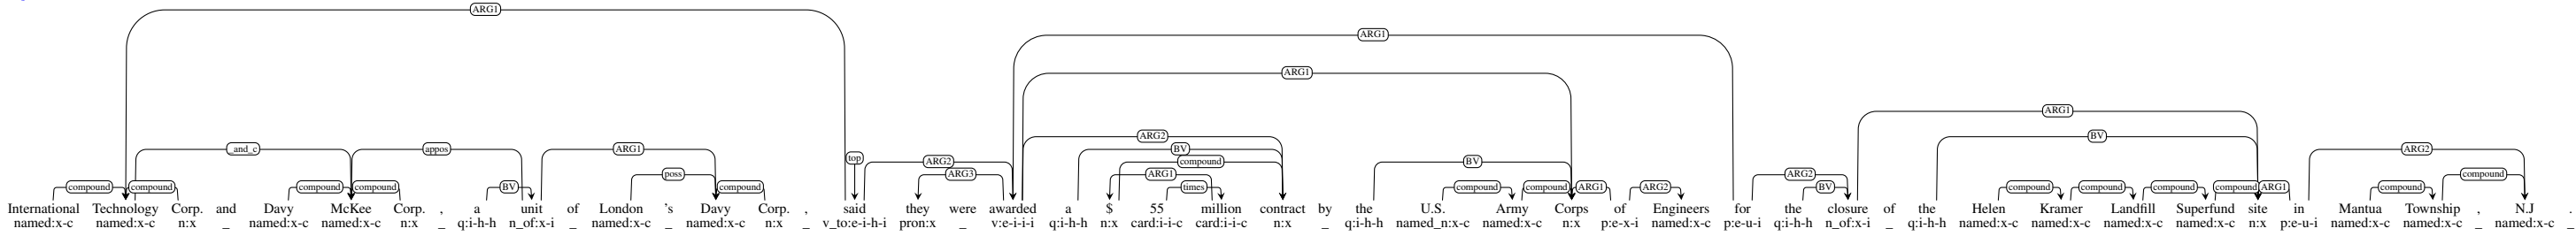 ARG1
ARG1
ARG1
ARG1
ARG2 BV
_and_c appos ARG1 BV ARG2
top ARG2 compound BV
poss ARG3 ARG1 ARG2 compound
compound compound compound compound BV compound times compound compound ARG1 ARG2 BV compound compound compound compound ARG1 compound
International Technology Corp. and Davy McKee Corp. , a unit of London 's Davy Corp. , said they were awarded a $ 55 million contract by the U.S. Army Corps of Engineers for the closure of the Helen Kramer Landfill Superfund site in Mantua Township , N.J .
named:x-c named:x-c n:x _ named:x-c named:x-c n:x _ q:i-h-h n_of:x-i _ named:x-c _ named:x-c n:x _ v_to:e-i-h-i pron:x _ v:e-i-i-i q:i-h-h n:x card:i-i-c card:i-i-c n:x _ q:i-h-h named_n:x-c named:x-c n:x p:e-x-i named:x-c p:e-u-i q:i-h-h n_of:x-i _ q:i-h-h named:x-c named:x-c named:x-c named:x-c n:x p:e-u-i named:x-c named:x-c _ named:x-c _